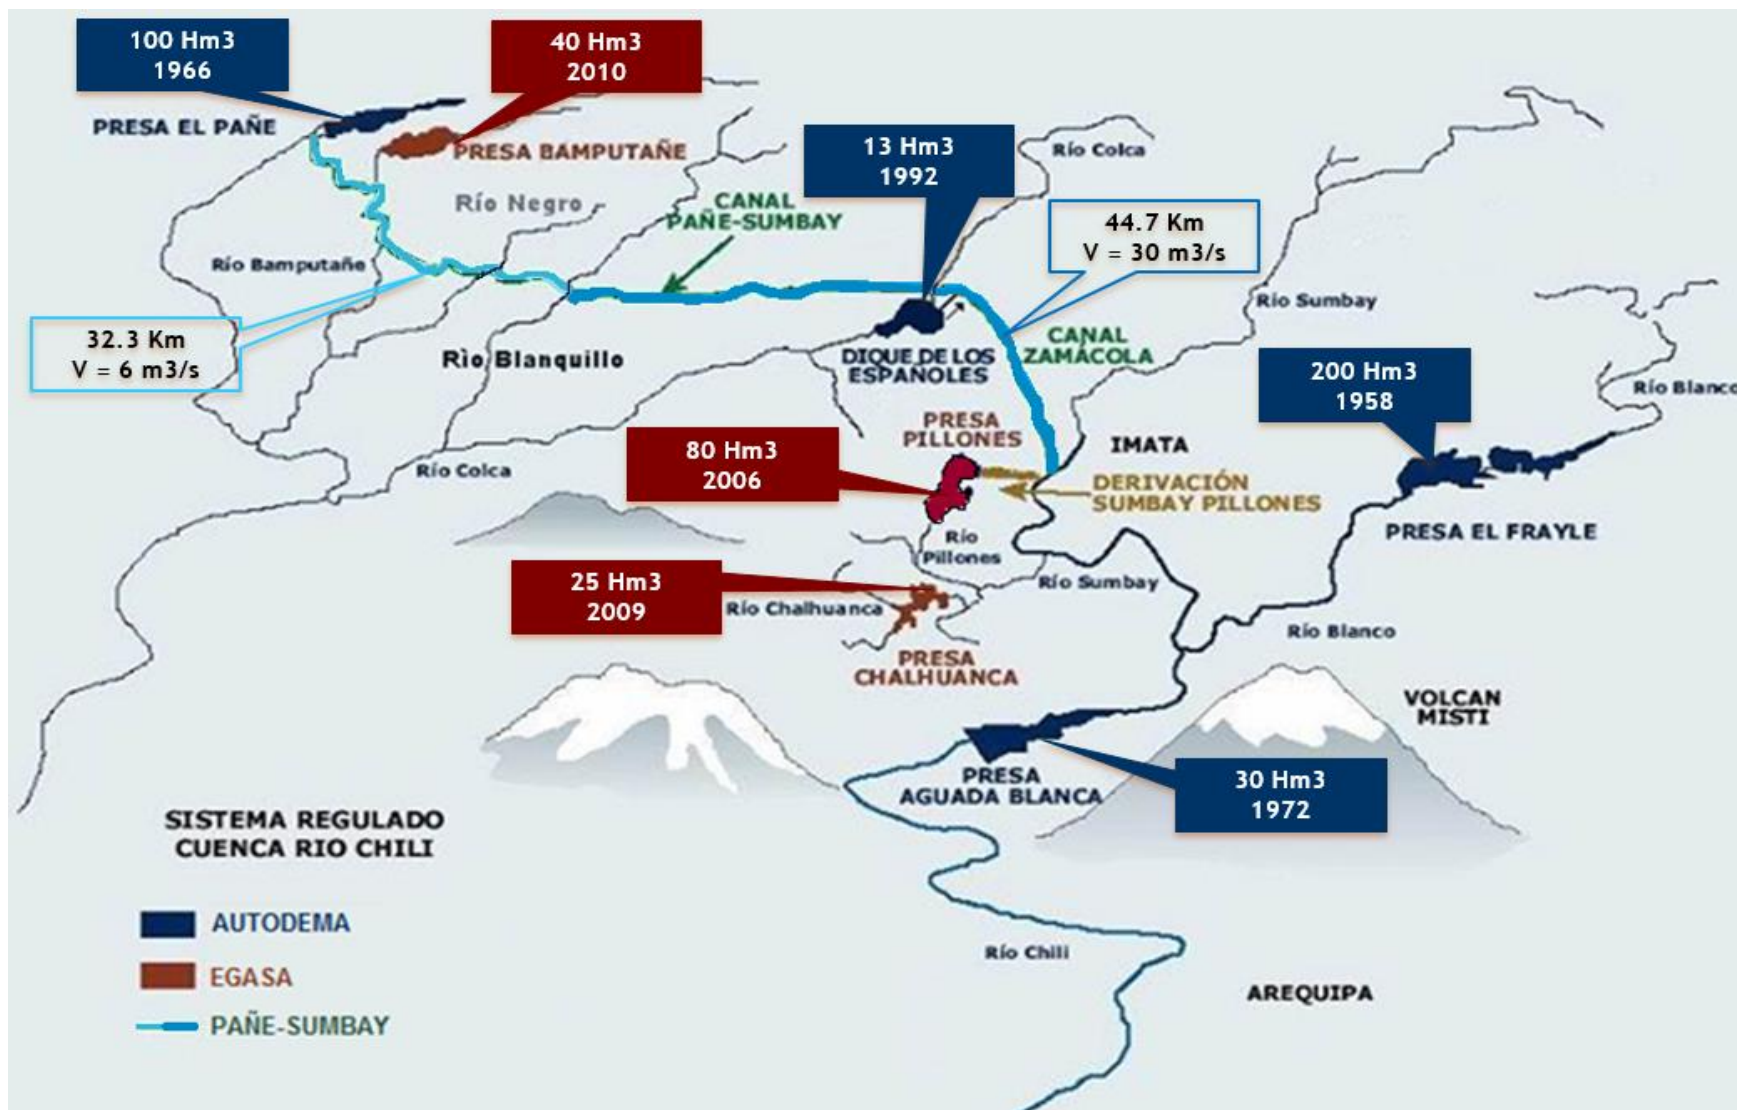 100 Hm3
1966
40 Hm3
2010
PRESA EL PAÑE
PRESA BAMPUTAÑE
13 Hm3
1992
Río Colca
Río Negro
CANAL
PAÑE-SUMBAY
44.7 Km
V = 30 m3/s
Río Bamputañe
Río Sumbay
32.3 Km
V = 6 m3/s
Rìo Blanquillo
DIQUE DE LOS
ESPAÑOLES
CANAL
ZAMÁCOLA
200 Hm3
1958
Río Blanco
PRESA
PILLONES
IMATA
80 Hm3
2006
Río Colca
DERIVACIÓN
SUMBAY PILLONES
PRESA EL FRAYLE
Río
Pillones
25 Hm3
2009
Río Chalhuanca
Río Sumbay
Río Blanco
PRESA
CHALHUANCA
VOLCAN
MISTI
PRESA
AGUADA BLANCA
30 Hm3
1972
SISTEMA REGULADO
CUENCA RIO CHILI
AUTODEMA
EGASA
PAÑE-SUMBAY
Río Chili
AREQUIPA